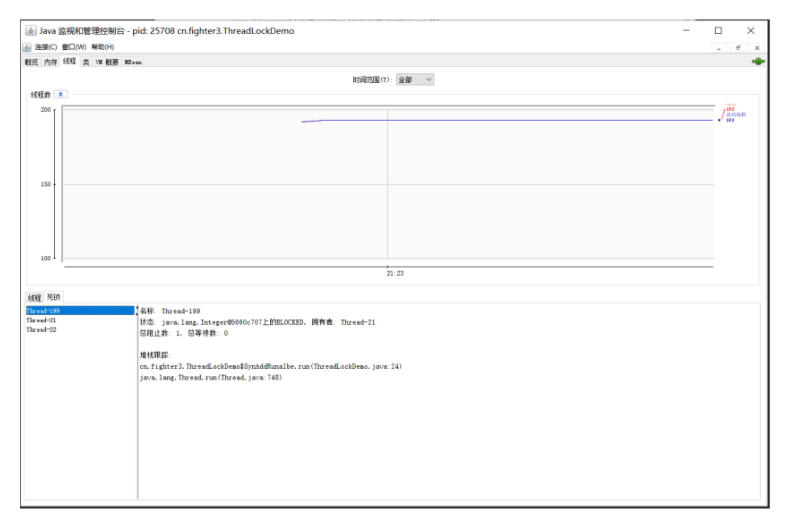 Java 监视和管理控制台 - pid: 25708 cn.fighter3.ThreadLockDemo
连接(C) 窗口(W) 帮助(H)
概览 内存 线程 类 VM 概要 MBean
时间范围(T): 全部
线程数
200
193
活动线程
193
150
100
21:23
线程 死锁
Thread-199
Thread-21
Thread-22
名称: Thread-199
状态: java.lang.Integer@5660c707上的BLOCKED, 拥有者: Thread-21
总阻止数: 1, 总等待数: 0
堆栈跟踪:
cn.fighter3.ThreadLockDemo$SynAddRunalbe.run(ThreadLockDemo.java:24)
java.lang.Thread.run(Thread.java:748)